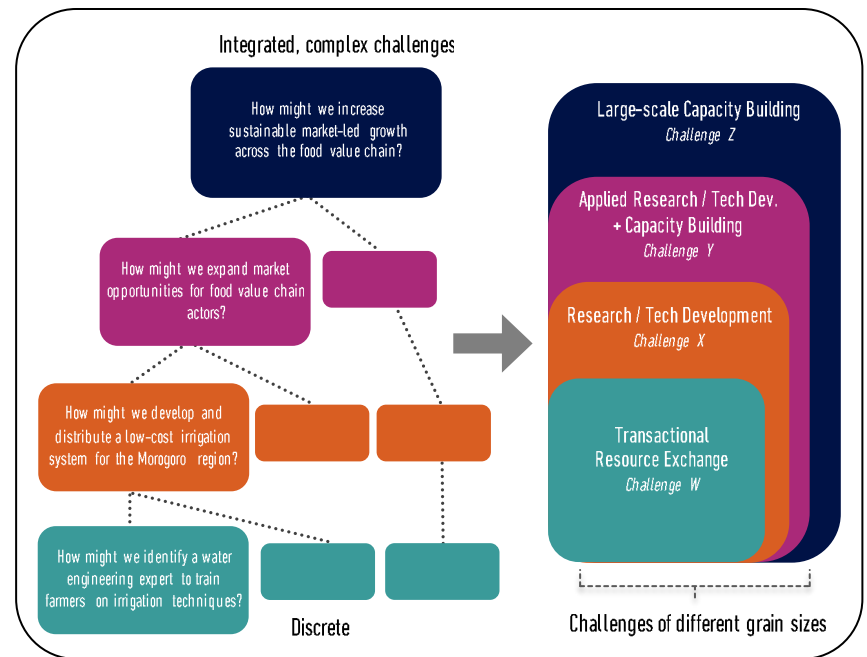 Integrated, complex challenges
How might we increase
sustainable market-led growth
across the food value chain?
How might we expand market
opportunities for food value chain
actors?
How might we develop and
distribute a low-cost irrigation
system for the Morogoro region?
How might we identify a water
engineering expert to train
farmers on irrigation techniques?
Discrete
Large-scale Capacity Building
Challenge Z
Applied Research / Tech Dev.
+ Capacity Building
Challenge Y
Research / Tech Development
Challenge X
Transactional
Resource Exchange
Challenge W
Challenges of different grain sizes